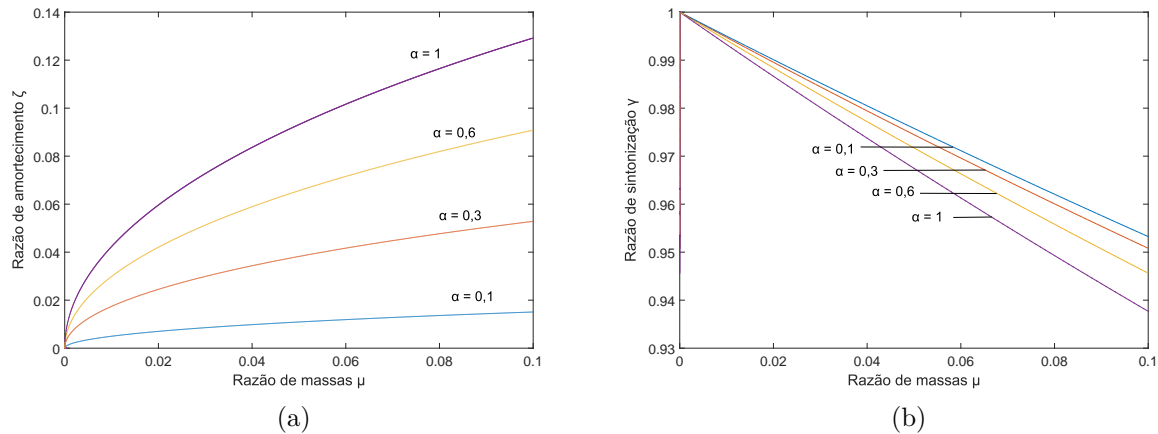 0.14
0.12
0.1
0.08
0.06
0.04
0.02
0
Razão de amortecimento ζ
α = 1
α = 0,6
α = 0,3
α = 0,1
0 0.02 0.04 0.06 0.08 0.1
Razão de massas μ
(a)
1
0.99
0.98
0.97
0.96
0.95
0.94
0.93
Razão de sintonização γ
α = 0,1
α = 0,3
α = 0,6
α = 1
0 0.02 0.04 0.06 0.08 0.1
Razão de massas μ
(b)